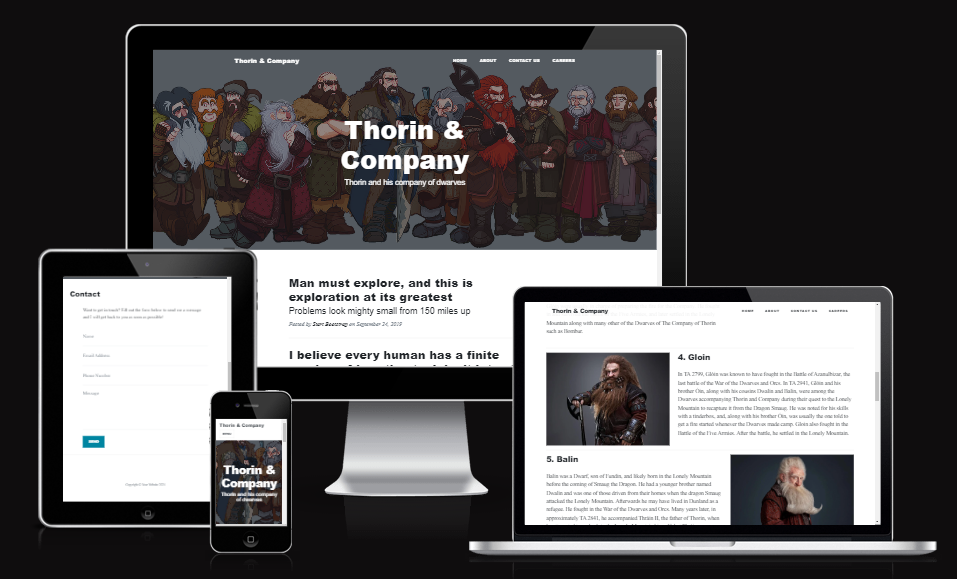 Thorin & Company
HOME ABOUT CONTACT US CAREERS
Thorin &
Company
Thorin and his company of dwarves
Man must explore, and this is
exploration at its greatest
Problems look mighty small from 150 miles up
Posted by Start Bootstrap on September 24, 2019
I believe every human has a finite
Contact
Want to get in touch? Fill out the form below to send me a message
and I will get back to you as soon as possible!
Name
Email Address
Phone Number
Message
SEND
Thorin & Company
MENU
Thorin &
Company
Thorin and his company
of dwarves
Thorin & Company
HOME ABOUT CONTACT US CAREERS
Mountain along with many other of the Dwarves of The Company of Thorin
such as Bombur.
4. Gloin
In TA 2799, Glóin was known to have fought in the Battle of Azanulbizar, the
last battle of the War of the Dwarves and Orcs. In TA 2941, Glóin and his
brother Óin, along with his cousins Dwalin and Balin, were among the
Dwarves accompanying Thorin and Company during their quest to the Lonely
Mountain to recapture it from the Dragon Smaug. He was noted for his skills
with a tinderbox, and, along with his brother Óin, was usually the one told to
get a fire started whenever the Dwarves made camp. Gloin also fought in the
Battle of the Five Armies. After the battle, he settled in the Lonely Mountain.
5. Balin
Balin was a Dwarf, son of Fundin, and likely born in the Lonely Mountain
before the coming of Smaug the Dragon. He had a younger brother named
Dwalin and was one of those driven from their homes when the dragon Smaug
attacked the Lonely Mountain. Afterwards he may have lived in Dunland as a
refugee. He fought in the War of the Dwarves and Orcs. Many years later, in
approximately TA 2841, he accompanied Thráin II, the father of Thorin, when